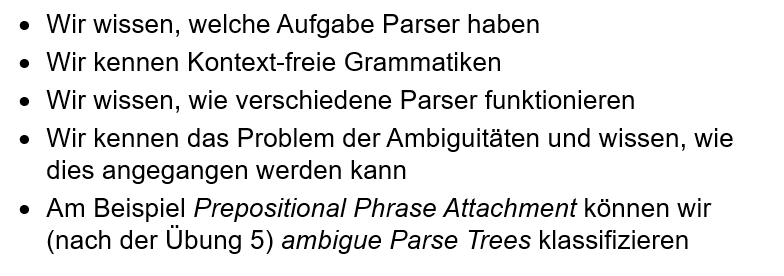 • Wir wissen, welche Aufgabe Parser haben
• Wir kennen Kontext-freie Grammatiken
• Wir wissen, wie verschiedene Parser funktionieren
• Wir kennen das Problem der Ambiguitäten und wissen, wie
dies angegangen werden kann
• Am Beispiel Prepositional Phrase Attachment können wir
(nach der Übung 5) ambigue Parse Trees klassifizieren